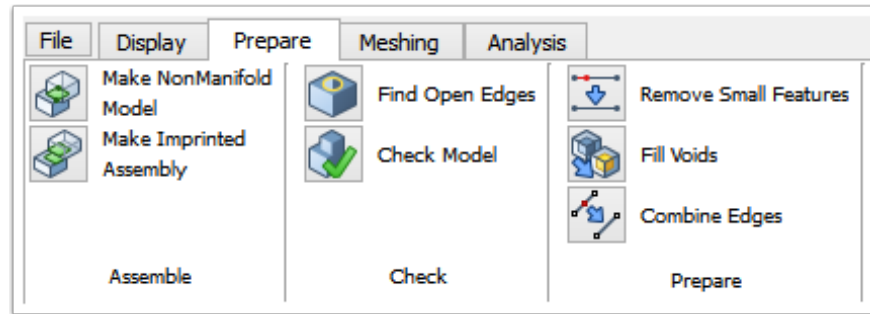 File Display Prepare Meshing Analysis
Make NonManifold
Model
Make Imprinted
Assembly
Assemble
Find Open Edges
Check Model
Check
Remove Small Features
Fill Voids
Combine Edges
Prepare